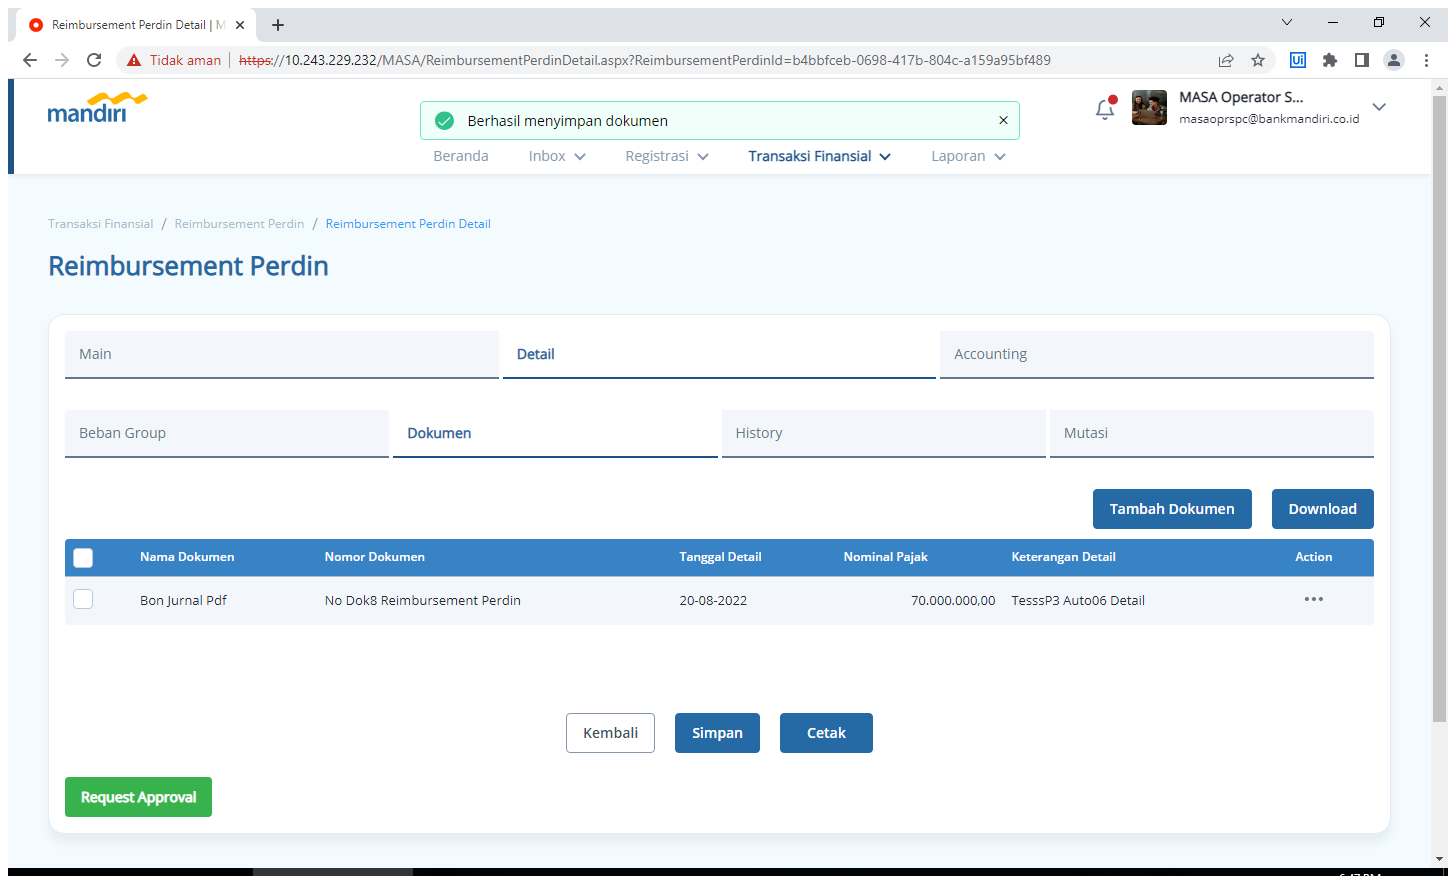 Reimbursement Perdin Detail | M
Tidak aman
https://10.243.229.232/MASA/ReimbursementPerdinDetail.aspx?ReimbursementPerdinId=b4bbfceb-0698-417b-804c-a159a95bf489
Ui
mandiri
Berhasil menyimpan dokumen
MASA Operator S...
masaoprspc@bankmandiri.co.id
Beranda Inbox Registrasi Transaksi Finansial Laporan
Transaksi Finansial / Reimbursement Perdin / Reimbursement Perdin Detail
Reimbursement Perdin
Main Detail Accounting
Beban Group Dokumen History Mutasi
Tambah Dokumen Download
Nama Dokumen Nomor Dokumen Tanggal Detail Nominal Pajak Keterangan Detail Action
Bon Jurnal Pdf No Dok8 Reimbursement Perdin 20-08-2022 70.000.000,00 TesssP3 Auto06 Detail
Kembali Simpan Cetak
Request Approval